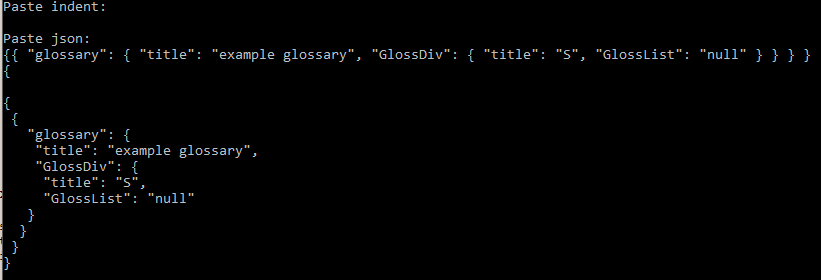 Paste indent:

Paste json:
{{ "glossary": { "title": "example glossary", "GlossDiv": { "title": "S", "GlossList": "null" } } } }
{

{
 {
   "glossary": {
    "title": "example glossary",
    "GlossDiv": {
     "title": "S",
     "GlossList": "null"
   }
  }
 }
}